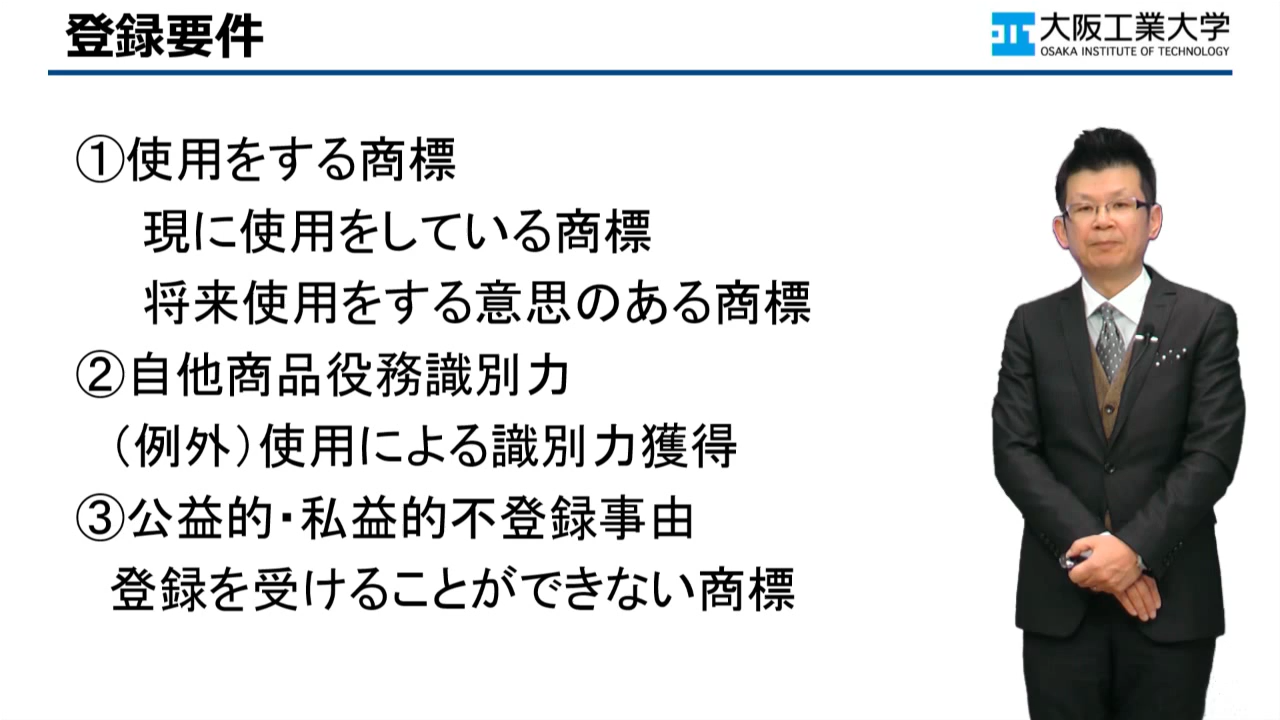 登録要件
大阪工業大学
OSAKA INSTITUTE OF TECHNOLOGY
①使用をする商標
現に使用をしている商標
将来使用をする意思のある商標
②自他商品役務識別力
（例外）使用による識別力獲得
③公益的・私益的不登録事由
登録を受けることができない商標